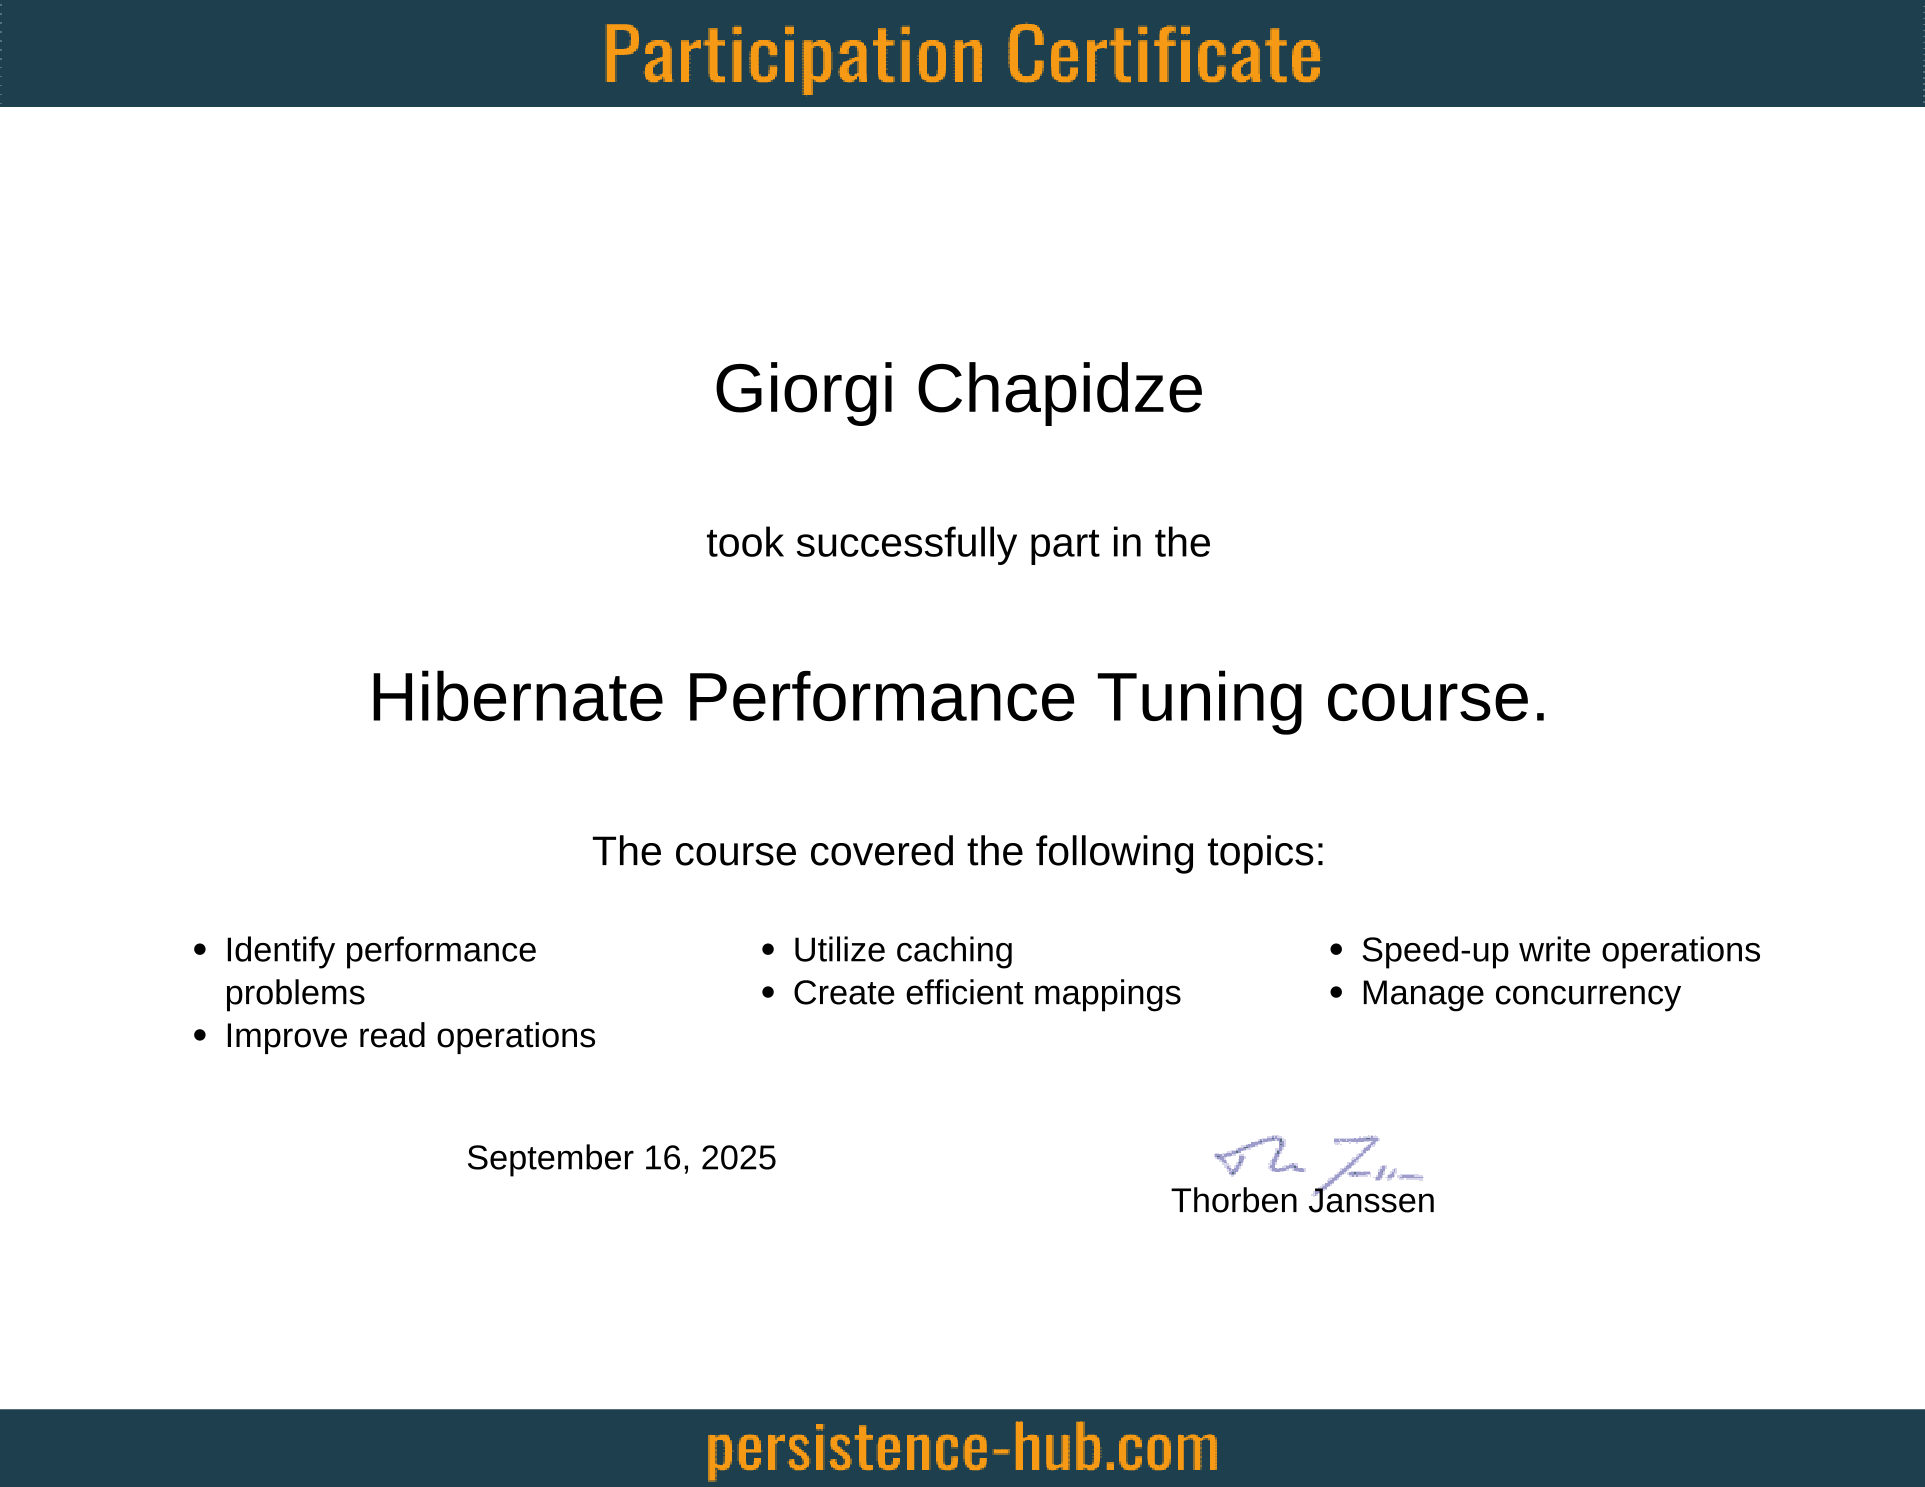 Participation Certificate
Giorgi Chapidze
took successfully part in the
Hibernate Performance Tuning course.
The course covered the following topics:
• Identify performance
problems
• Improve read operations
• Utilize caching
• Create efficient mappings
• Speed-up write operations
• Manage concurrency
September 16, 2025
Thorben Janssen
persistence-hub.com